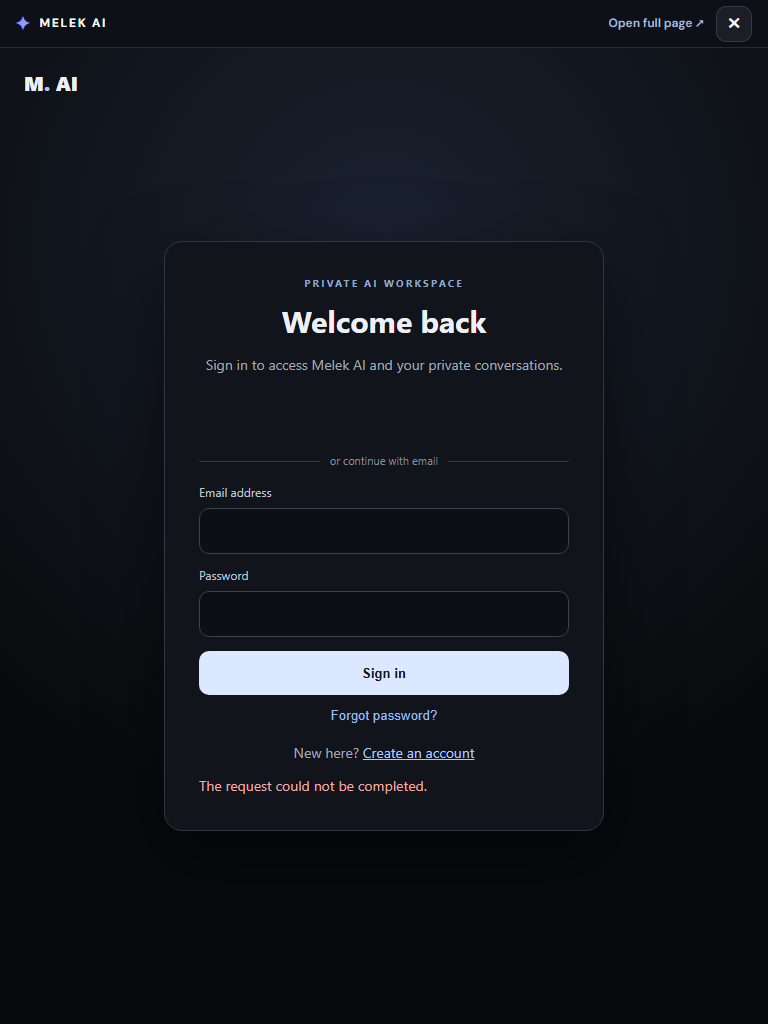 MELEK AI
Open full page ↗
M. AI
PRIVATE AI WORKSPACE
Welcome back
Sign in to access Melek AI and your private conversations.
or continue with email
Email address
Password
Sign in
Forgot password?
New here? Create an account
The request could not be completed.